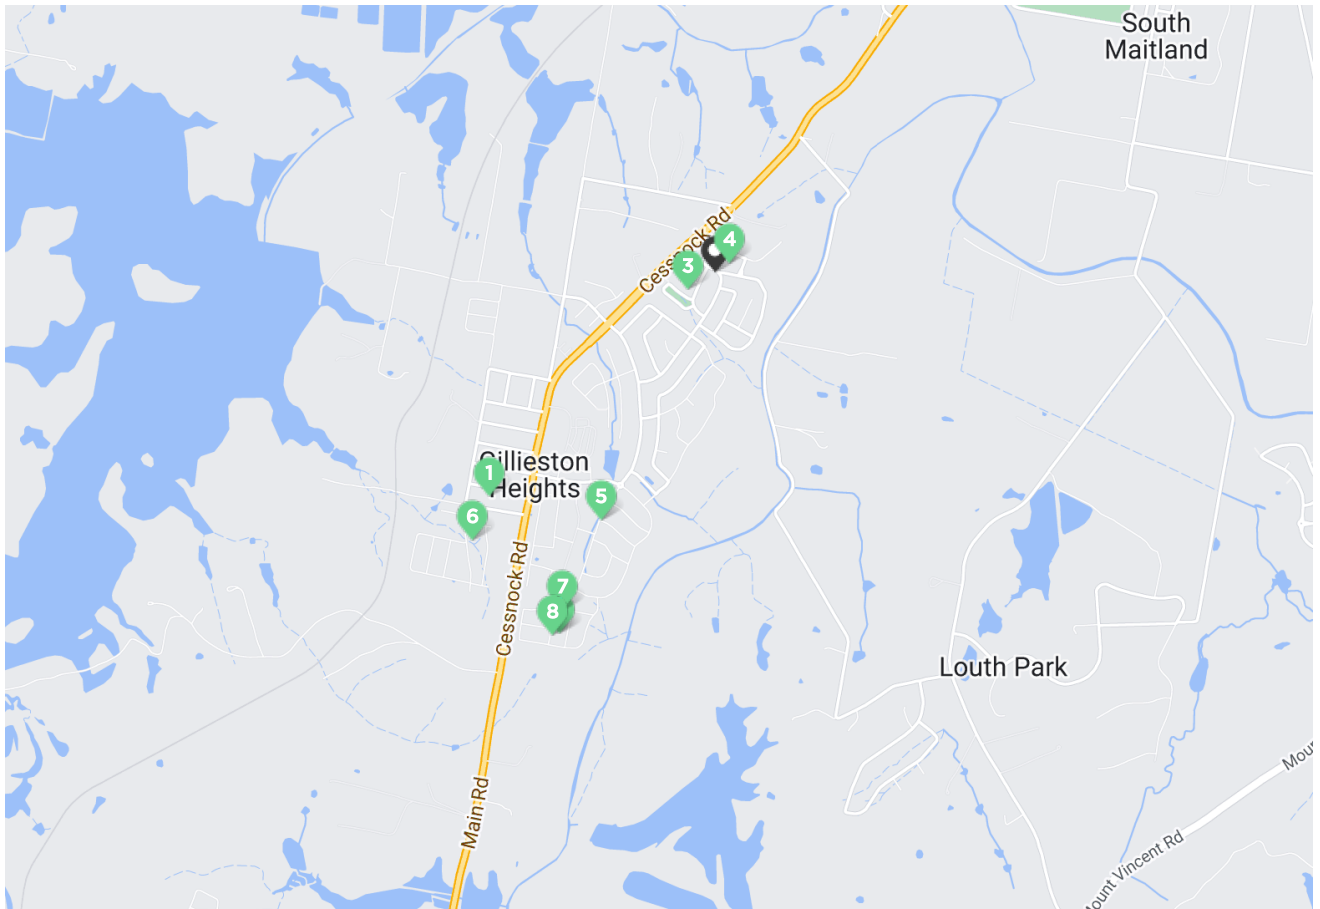 South
Maitland
Cessnock Rd
4
3
Gillieston
Heights
1
5
6
Cessnock Rd
7
8
Louth Park
Main Rd
Mount Vincent Rd